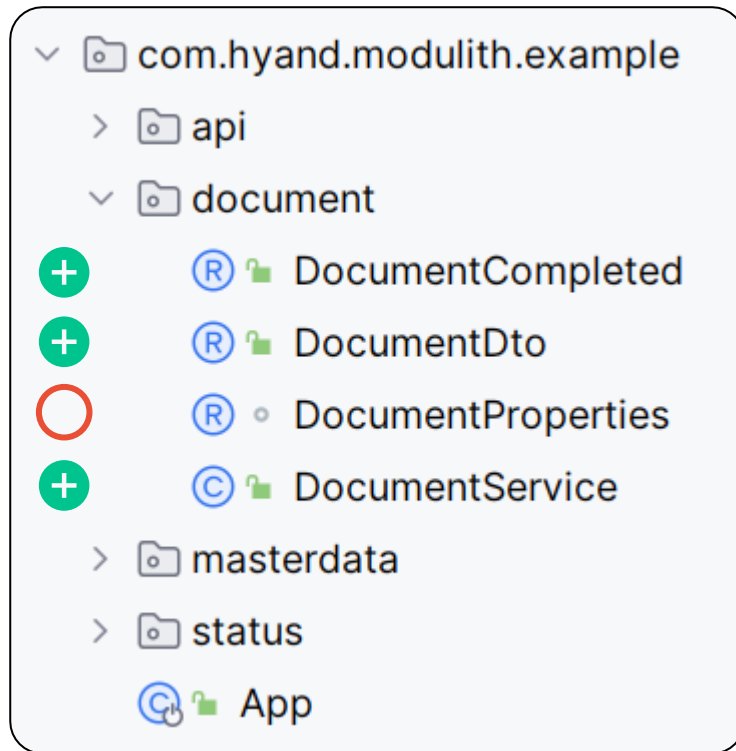 com.hyand.modulith.example
api
document
R DocumentCompleted
R DocumentDto
R DocumentProperties
C DocumentService
masterdata
status
C App